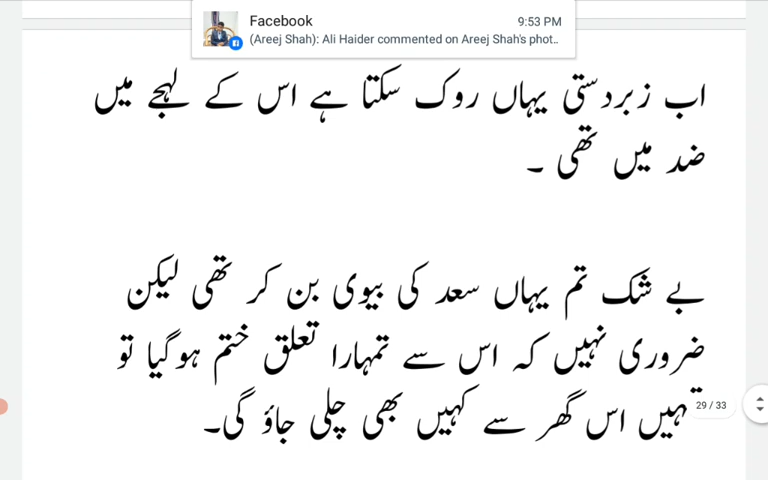 Facebook
9:53 PM
(Areej Shah): Ali Haider commented on Areej Shah's phot..
اب زبردستی یہاں روک سکتا ہے اس کے لہجے میں
ضد میں تھی ۔
بے شک تم یہاں سعد کی بیوی بن کر تھی لیکن
ضروری نہیں کہ اس سے تمہارا تعلق ختم ہوگیا تو
اس گھر سے کہیں بھی چلی جاؤ گی۔
29 / 33